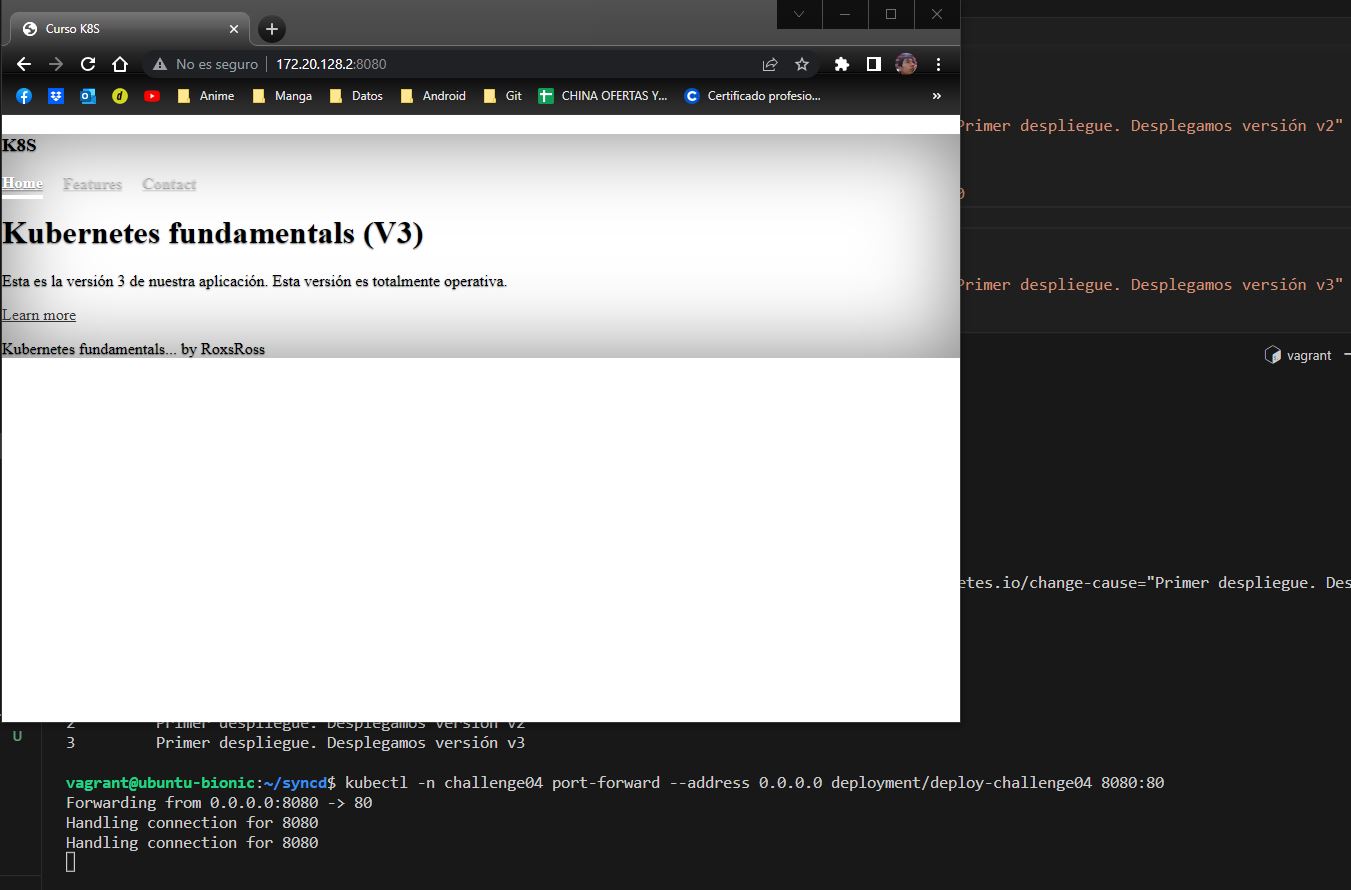 Curso K8S
No es seguro
172.20.128.2:8080
Anime
Manga
Datos
Android
Git
CHINA OFERTAS Y...
Certificado profesio...
»
K8S
Home Features Contact
Kubernetes fundamentals (V3)
Esta es la versión 3 de nuestra aplicación. Esta versión es totalmente operativa.
Learn more
Kubernetes fundamentals... by RoxsRoss
Primer despliegue. Desplegamos versión v2"
0
Primer despliegue. Desplegamos versión v3"
vagrant
etes.io/change-cause="Primer despliegue. Des
U
2 Primer despliegue. Desplegamos versión v2
3 Primer despliegue. Desplegamos versión v3
vagrant@ubuntu-bionic:~/syncd$ kubectl -n challenge04 port-forward --address 0.0.0.0 deployment/deploy-challenge04 8080:80
Forwarding from 0.0.0.0:8080 -> 80
Handling connection for 8080
Handling connection for 8080